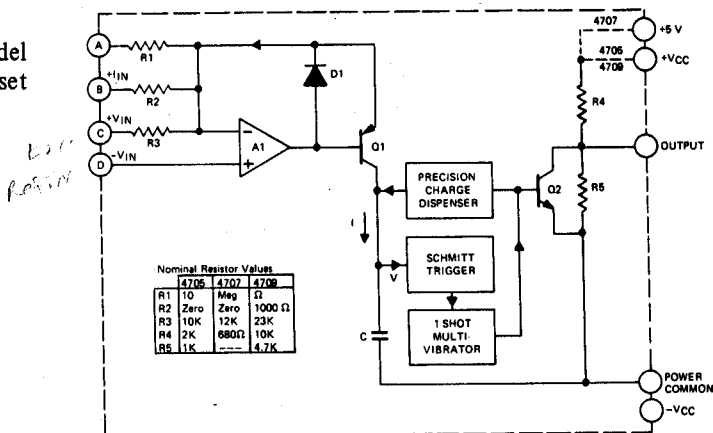 del
set
A
R1
+IIN
B
R2
+VIN
C
R3
-VIN
D
D1
-
+
A1
Q1
4707
+5 V
4705
4709
+VCC
R4
OUTPUT
PRECISION
CHARGE
DISPENSER
Q2
R5
I
V
SCHMITT
TRIGGER
1 SHOT
MULTI-
VIBRATOR
C
Nominal Resistor Values
4705 4707 4709
R1 10 Meg Ω
R2 Zero Zero 1000 Ω
R3 10K 12K 23K
R4 2K 680Ω 10K
R5 1K --- 4.7K
POWER
COMMON
-VCC